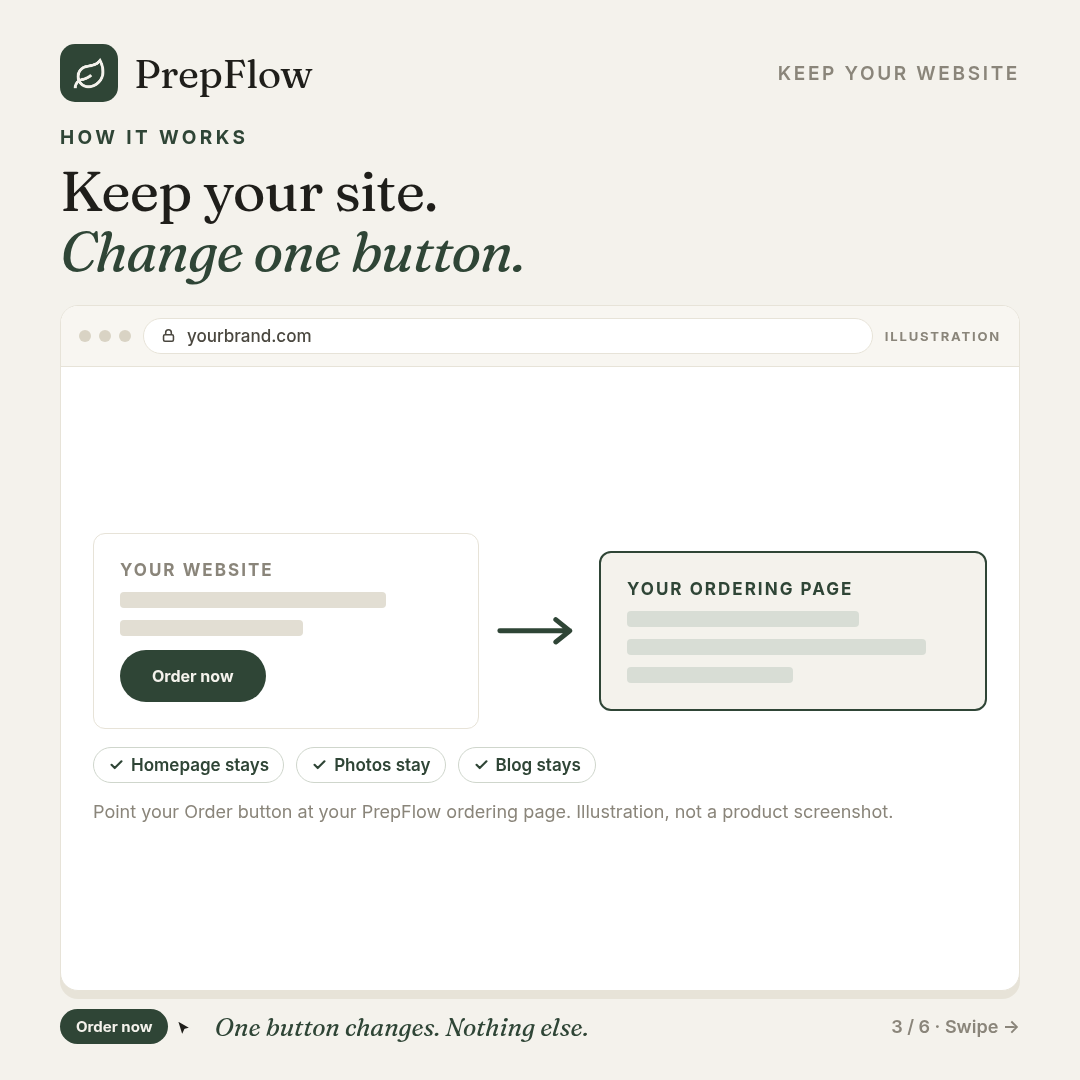 PrepFlow
KEEP YOUR WEBSITE
HOW IT WORKS
Keep your site.
Change one button.
yourbrand.com
ILLUSTRATION
YOUR WEBSITE
Order now
YOUR ORDERING PAGE
Homepage stays
Photos stay
Blog stays
Point your Order button at your PrepFlow ordering page. Illustration, not a product screenshot.
Order now
One button changes. Nothing else.
3 / 6 · Swipe →